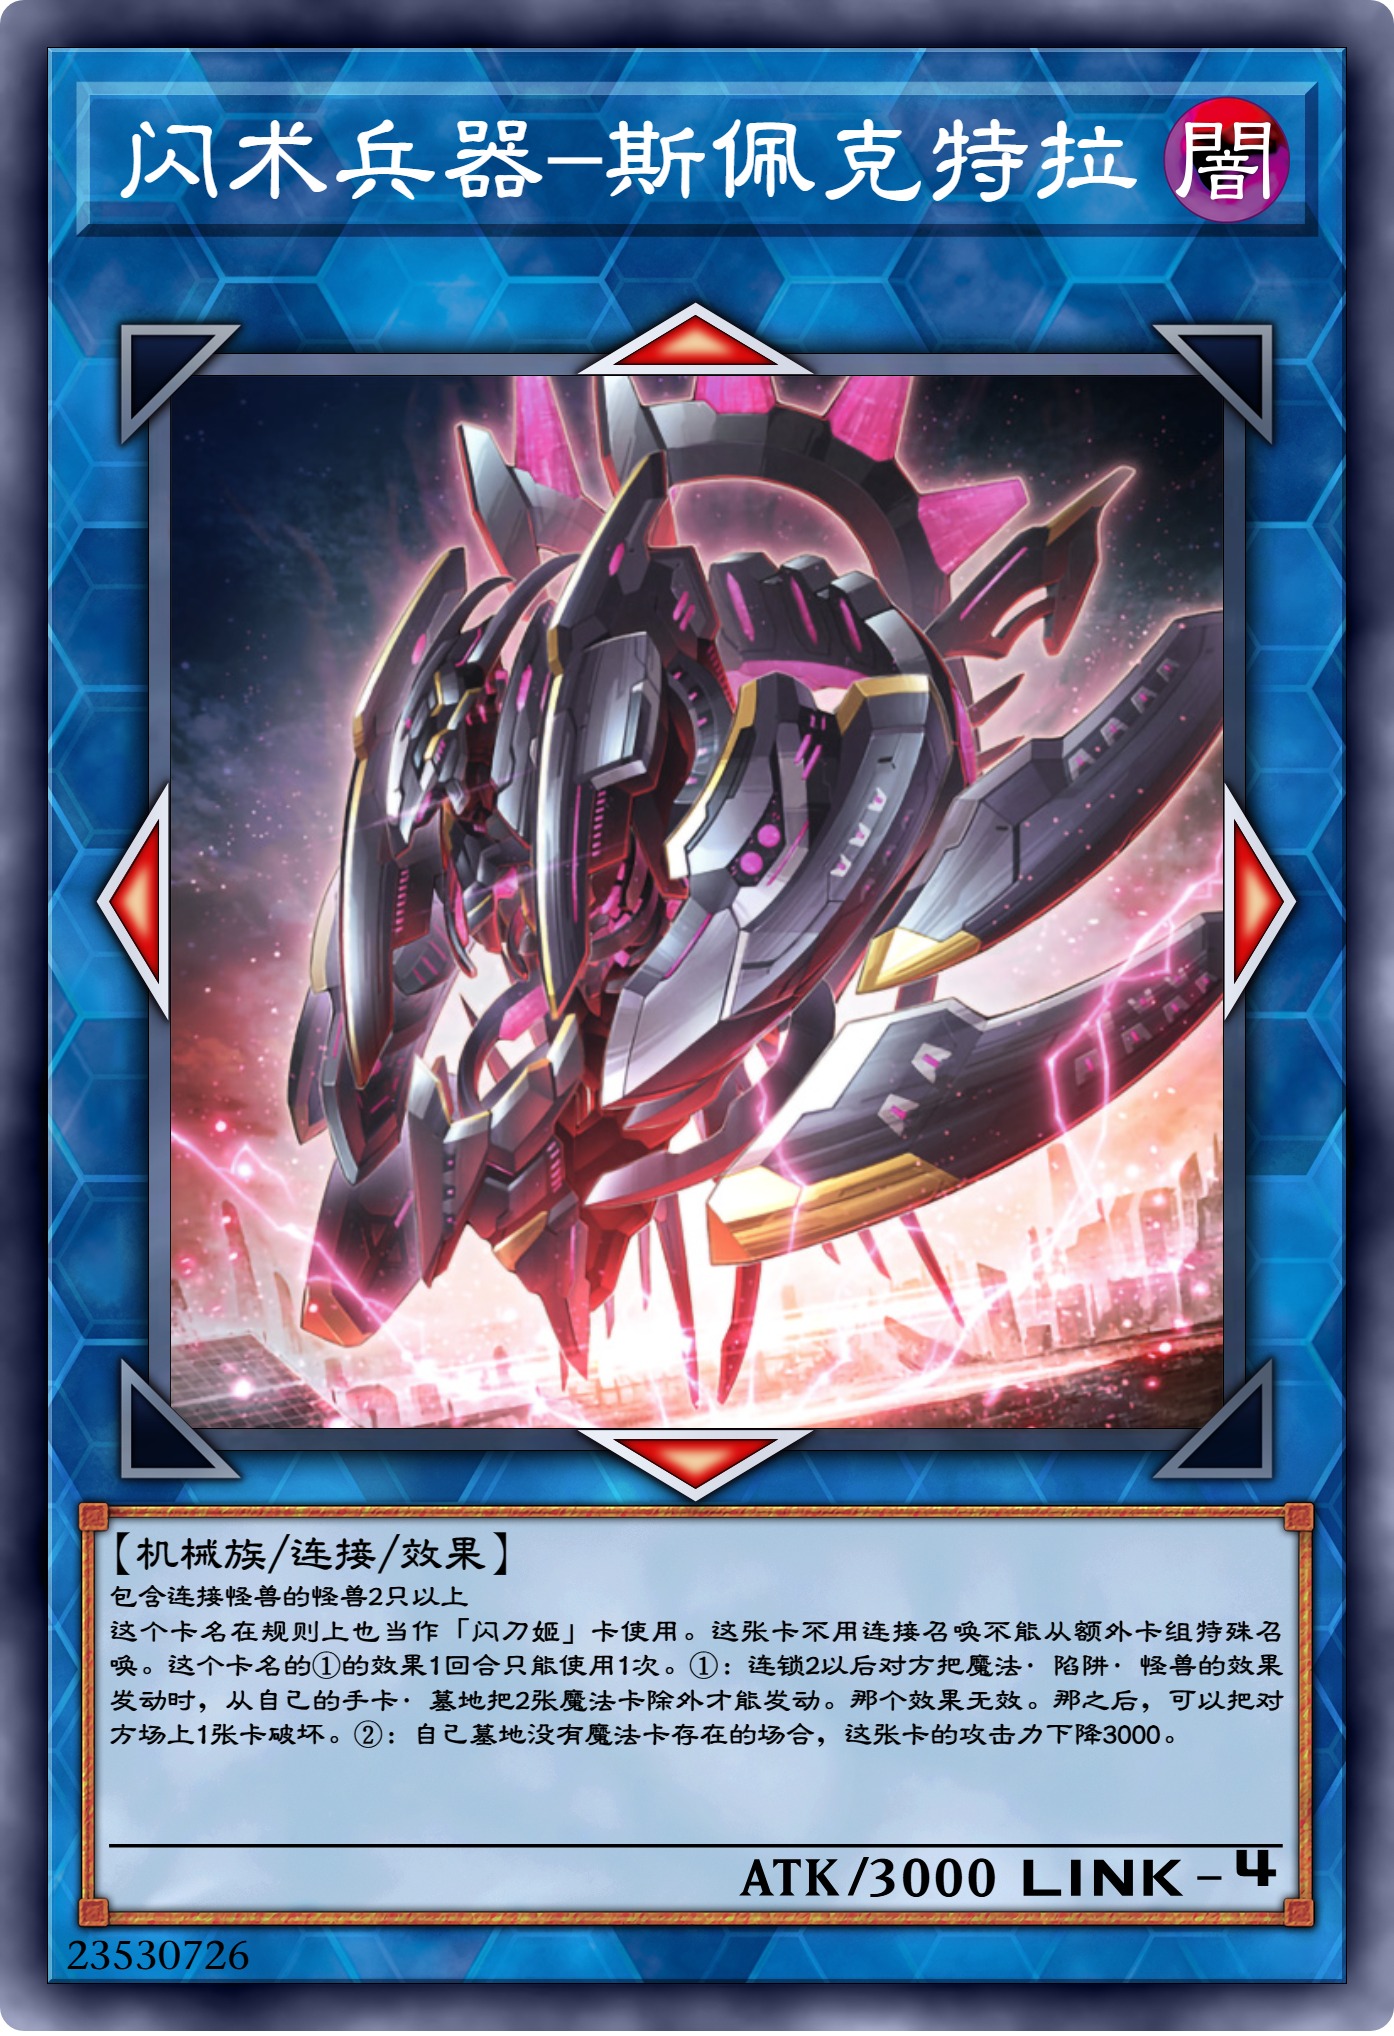 闪术兵器-斯佩克特拉 闇
【机械族/连接/效果】
包含连接怪兽的怪兽2只以上
这个卡名在规则上也当作「闪刀姬」卡使用。这张卡不用连接召唤不能从额外卡组特殊召
唤。这个卡名的①的效果1回合只能使用1次。①：连锁2以后对方把魔法·陷阱·怪兽的效果
发动时，从自己的手卡·墓地把2张魔法卡除外才能发动。那个效果无效。那之后，可以把对
方场上1张卡破坏。②：自己墓地没有魔法卡存在的场合，这张卡的攻击力下降3000。
ATK/3000 LINK-4
23530726